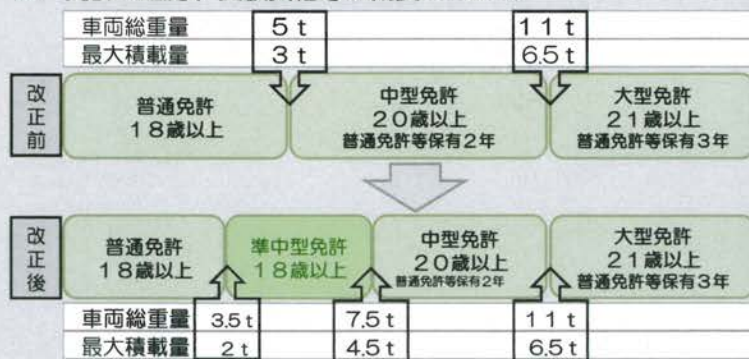 車両総重量 5t 11t
最大積載量 3t 6.5t
改正前
普通免許
18歳以上
中型免許
20歳以上
普通免許等保有2年
大型免許
21歳以上
普通免許等保有3年
改正後
普通免許
18歳以上
準中型免許
18歳以上
中型免許
20歳以上
普通免許等保有2年
大型免許
21歳以上
普通免許等保有3年
車両総重量 3.5t 7.5t 11t
最大積載量 2t 4.5t 6.5t